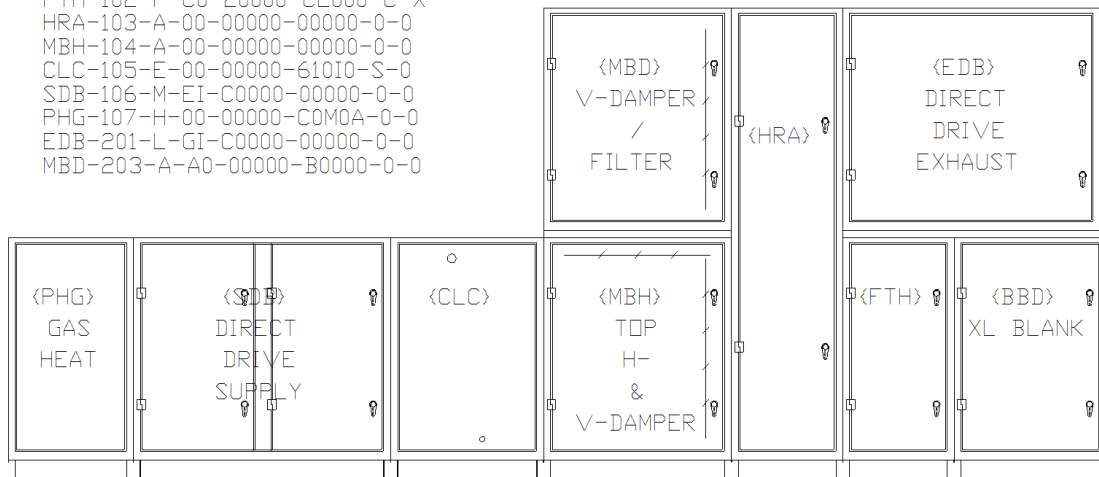 HRA-103-A-00-00000-00000-0-0
MBH-104-A-00-00000-00000-0-0
CLC-105-E-00-00000-610I0-S-0
SDB-106-M-EI-C0000-00000-0-0
PHG-107-H-00-00000-C0M0A-0-0
EDB-201-L-GI-C0000-00000-0-0
MBD-203-A-A0-00000-B0000-0-0
{MBD}
V-DAMPER
/
FILTER
{HRA}
{EDB}
DIRECT
DRIVE
EXHAUST
{PHG}
GAS
HEAT
{SDB}
DIRECT
DRIVE
SUPPLY
{CLC}
{MBH}
TOP
H-
&
V-DAMPER
{FTH}
{BBD}
XL BLANK